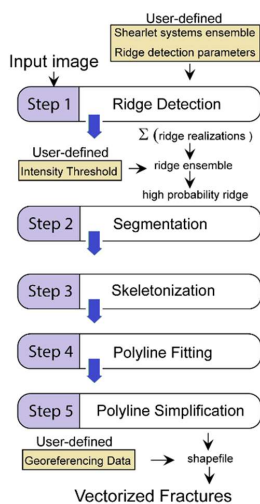 User-defined
Shearlet systems ensemble
Ridge detection parameters
Input image
Step 1 Ridge Detection
Σ (ridge realizations)
User-defined
Intensity Threshold
ridge ensemble
high probability ridge
Step 2 Segmentation
Step 3 Skeletonization
Step 4 Polyline Fitting
Step 5 Polyline Simplification
User-defined
Georeferencing Data
shapefile
Vectorized Fractures